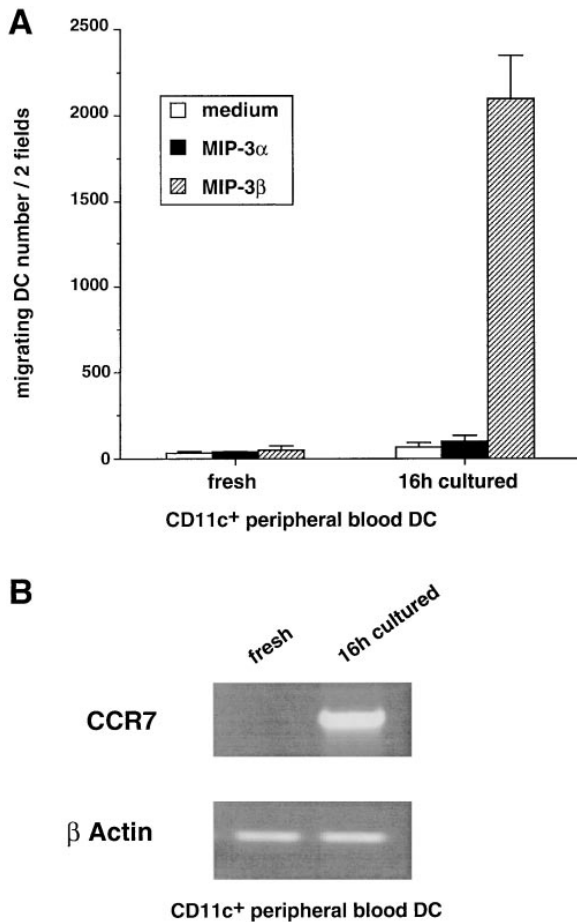 A
2500
2000
1500
1000
500
0
migrating DC number / 2 fields
medium
MIP-3α
MIP-3β
fresh 16h cultured
CD11c+ peripheral blood DC
B
fresh 16h cultured
CCR7
β Actin
CD11c+ peripheral blood DC